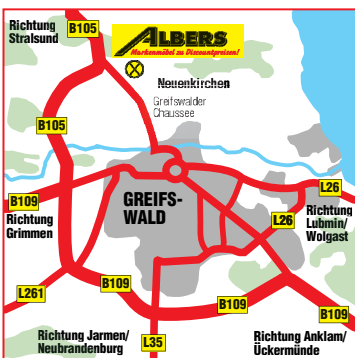 Richtung
Stralsund
B105
ALBERS
Markenmöbel zu Discountpreisen!
Neuenkirchen
Greifswalder
Chaussee
B105
B109
Richtung
Grimmen
GREIFS-
WALD
L26
L26
Richtung
Lubmin/
Wolgast
L261
B109
B109
B109
Richtung Jarmen/
Neubrandenburg
L35
Richtung Anklam/
Ückermünde